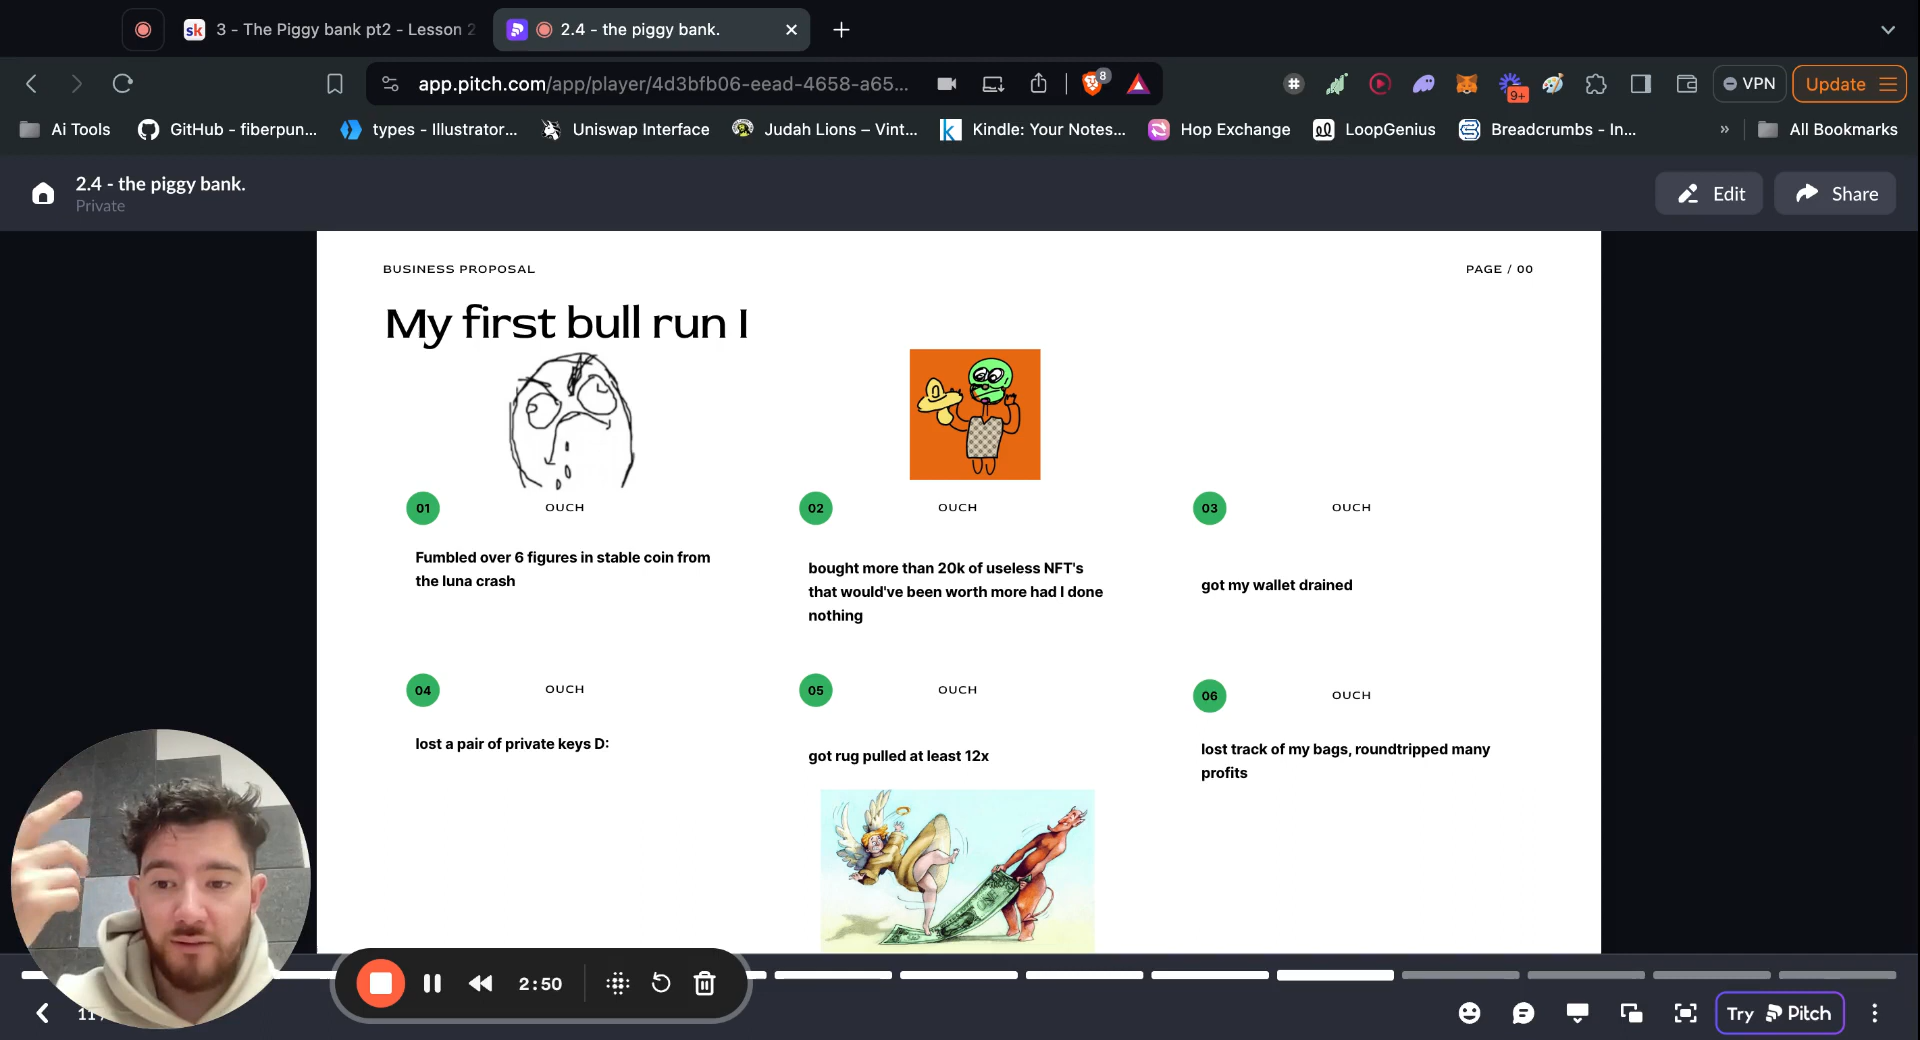 3 - The Piggy bank pt2 - Lesson 2
2.4 - the piggy bank.
app.pitch.com/app/player/4d3bfb06-eead-4658-a65...
8
9+
VPN
Update
Ai Tools
GitHub - fiberpun...
types - Illustrator...
Uniswap Interface
Judah Lions – Vint...
Kindle: Your Notes...
Hop Exchange
LoopGenius
Breadcrumbs - In...
»
All Bookmarks
2.4 - the piggy bank.
Private
Edit
Share
BUSINESS PROPOSAL
PAGE / 00
My first bull run I
01
OUCH
Fumbled over 6 figures in stable coin from
the luna crash
02
OUCH
bought more than 20k of useless NFT's
that would've been worth more had I done
nothing
03
OUCH
got my wallet drained
04
OUCH
lost a pair of private keys D:
05
OUCH
got rug pulled at least 12x
06
OUCH
lost track of my bags, roundtripped many
profits
2:50
Try Pitch